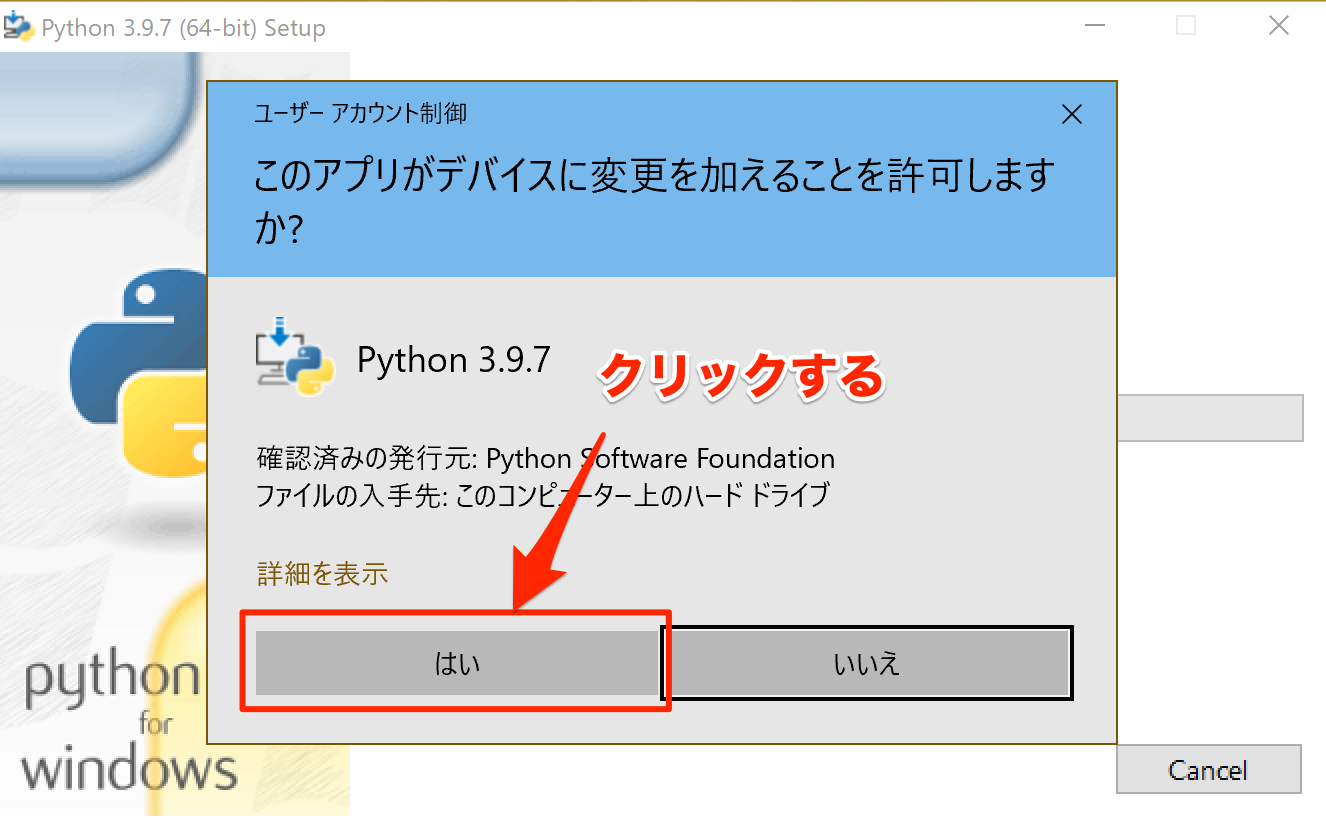 Python 3.9.7 (64-bit) Setup
ユーザー アカウント制御
このアプリがデバイスに変更を加えることを許可します
か?
Python 3.9.7
クリックする
確認済みの発行元: Python Software Foundation
ファイルの入手先: このコンピューター上のハード ドライブ
詳細を表示
はい
いいえ
python
for
windows
Cancel